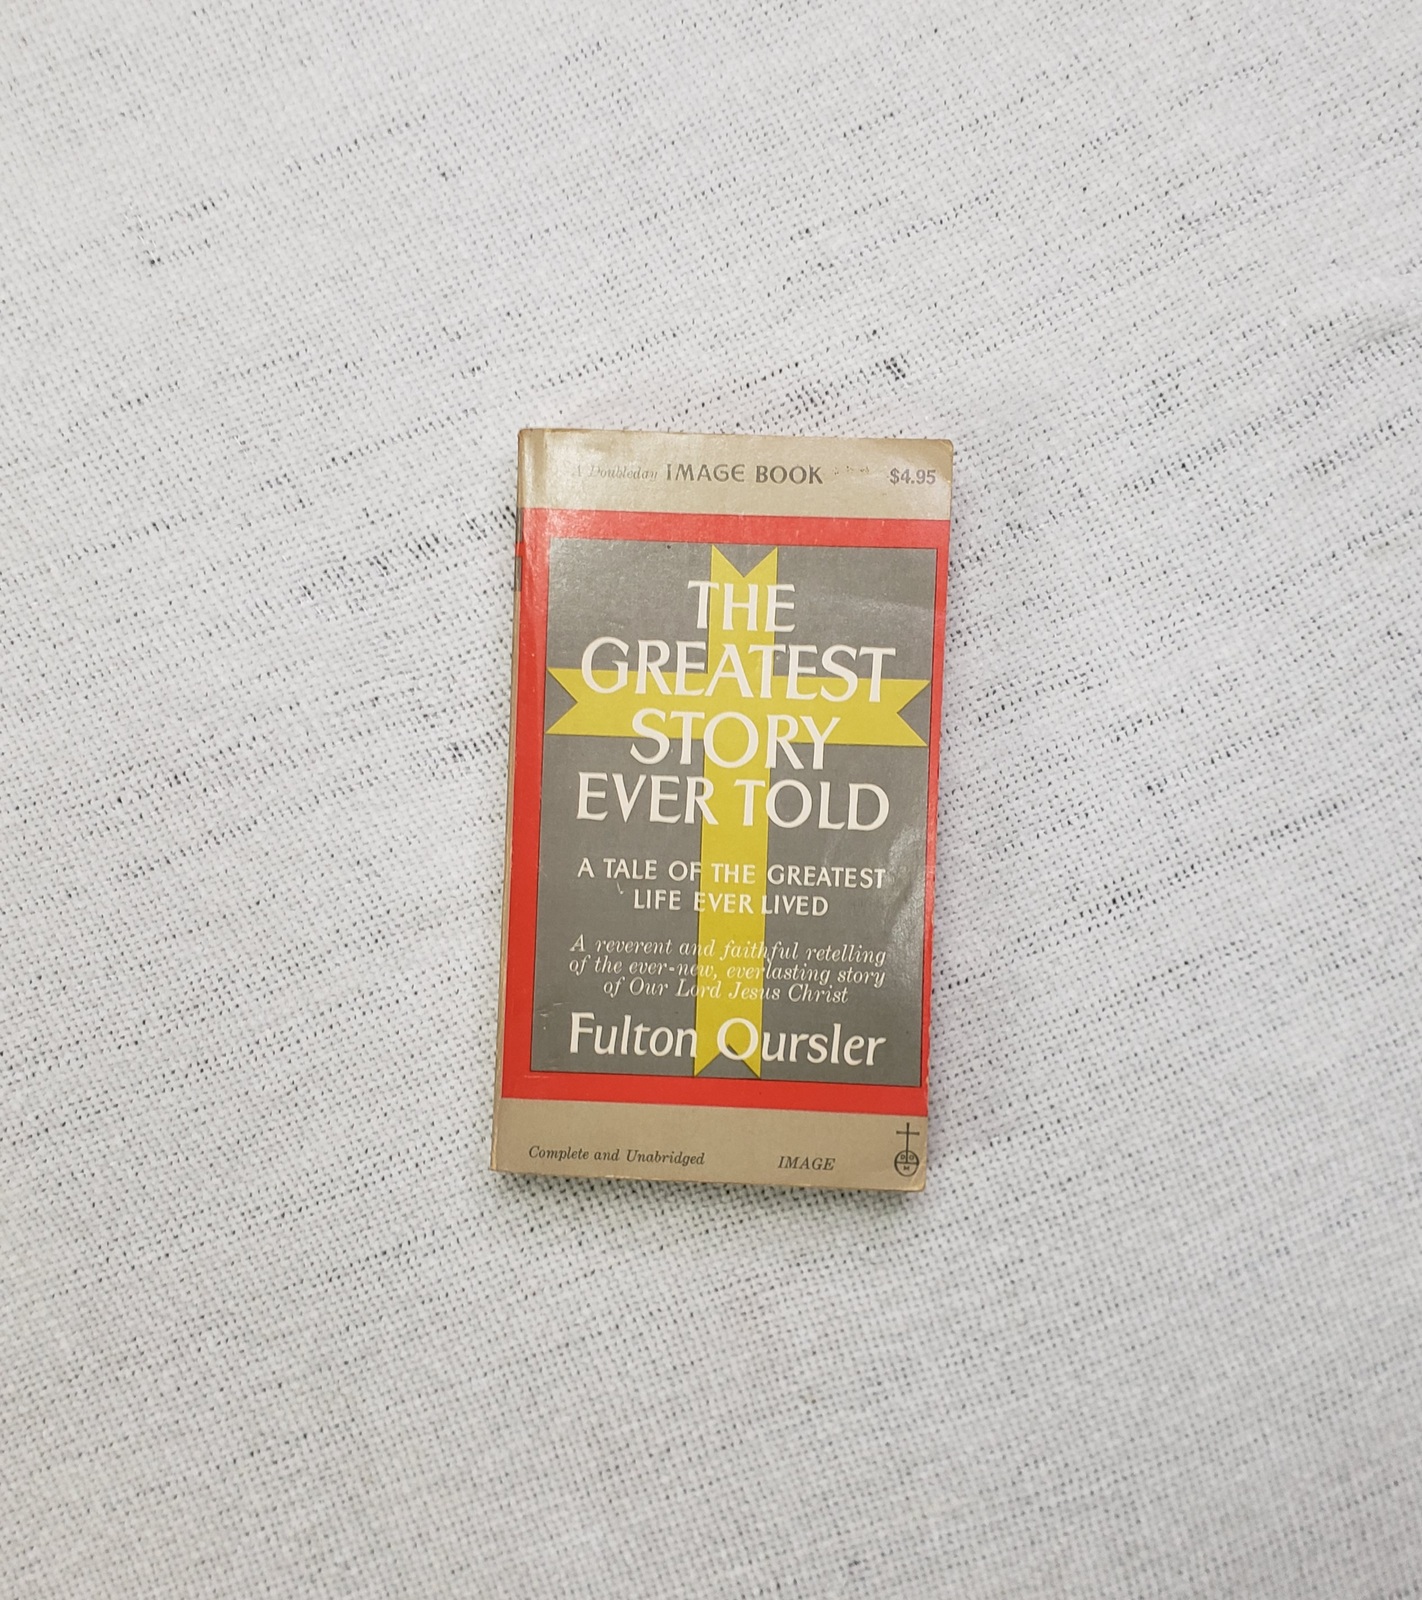 A Doubleday IMAGE BOOK $4.95
THE
GREATEST
STORY
EVER TOLD
A TALE OF THE GREATEST
LIFE EVER LIVED
A reverent and faithful retelling
of the ever-new, everlasting story
of Our Lord Jesus Christ
Fulton Oursler
Complete and Unabridged IMAGE